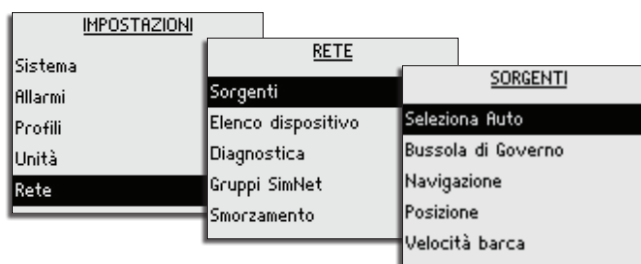 IMPOSTAZIONI
Sistema
Allarmi
Profili
Unità
Rete
RETE
Sorgenti
Elenco dispositivo
Diagnostica
Gruppi SimNet
Smorzamento
SORGENTI
Seleziona Auto
Bussola di Governo
Navigazione
Posizione
Velocità barca